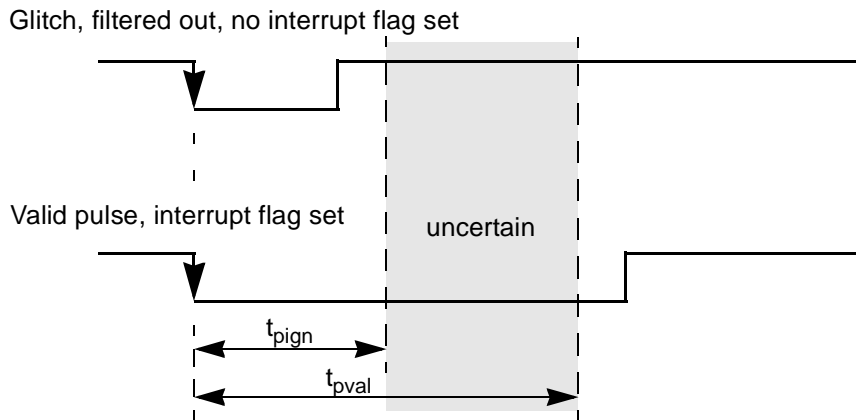 Glitch, filtered out, no interrupt flag set
Valid pulse, interrupt flag set
uncertain
tpign
tpval